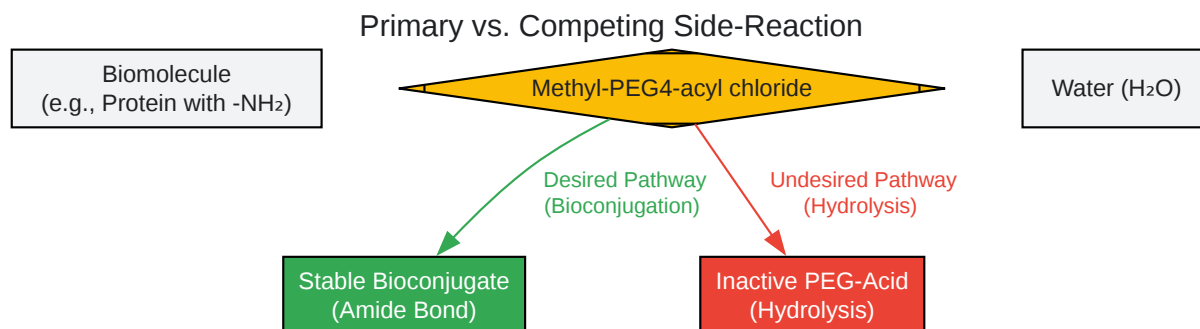 Primary vs. Competing Side-Reaction
Biomolecule
(e.g., Protein with -NH₂)
Methyl-PEG4-acyl chloride
Water (H₂O)
Desired Pathway
(Bioconjugation)
Undesired Pathway
(Hydrolysis)
Stable Bioconjugate
(Amide Bond)
Inactive PEG-Acid
(Hydrolysis)